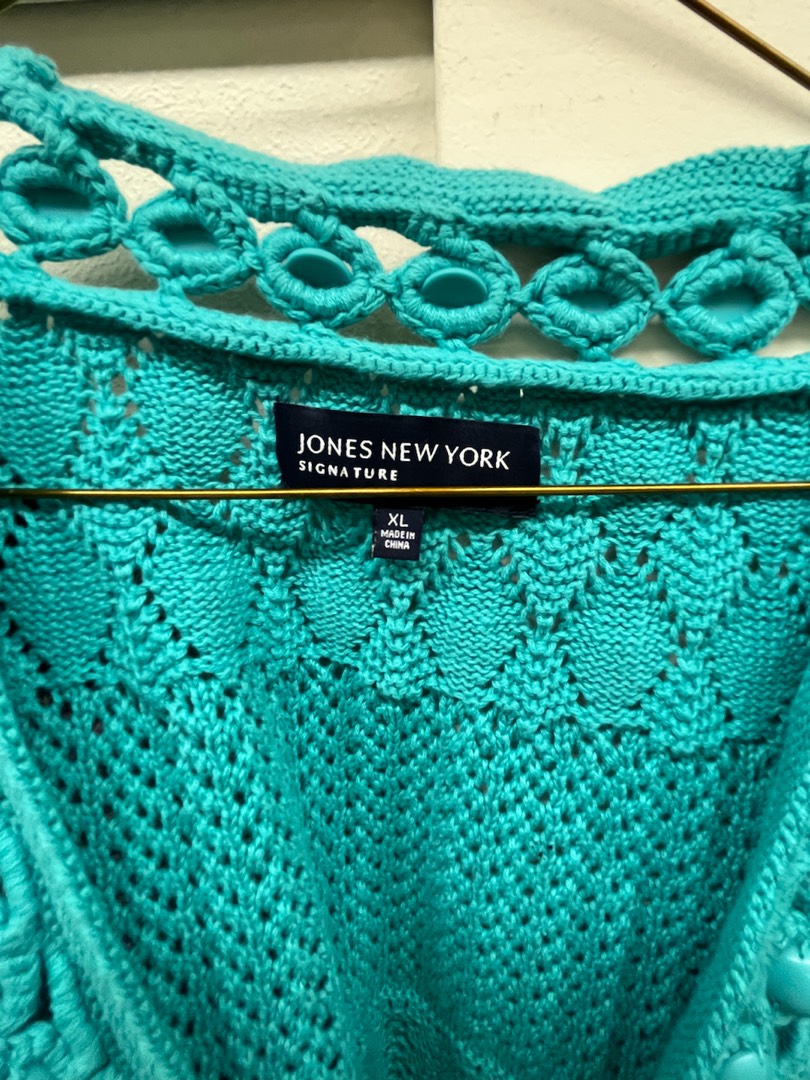 JONES NEW YORK
SIGNATURE
XL
MADE IN
CHINA